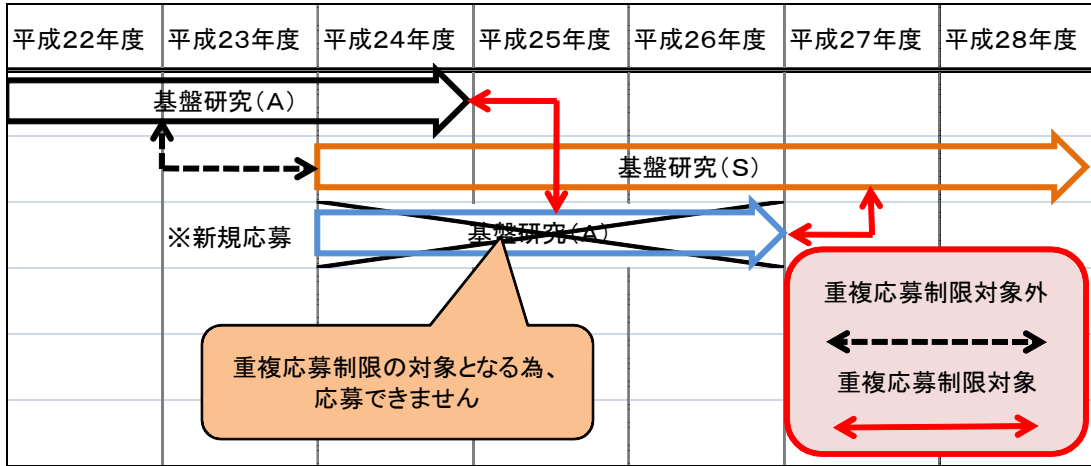 平成22年度 平成23年度 平成24年度 平成25年度 平成26年度 平成27年度 平成28年度
基盤研究(A)
基盤研究(S)
※新規応募
基盤研究(A)
重複応募制限の対象となる為、
応募できません
重複応募制限対象外
重複応募制限対象